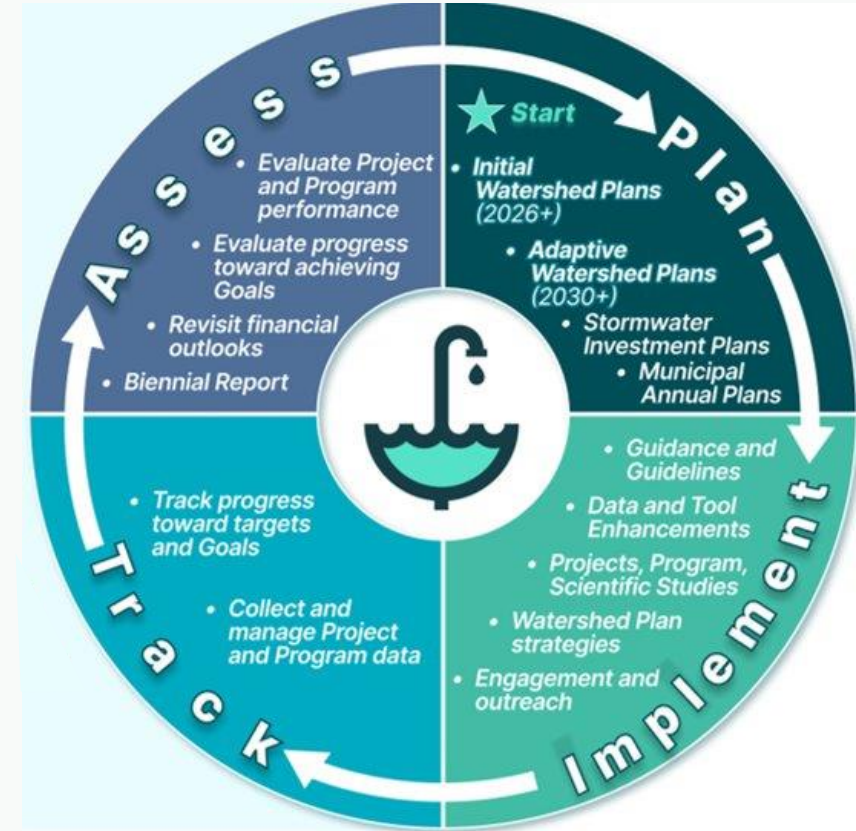 Plan
Start
• Initial
Watershed Plans
(2026+)
• Adaptive
Watershed Plans
(2030+)
• Stormwater
Investment Plans
• Municipal
Annual Plans
Implement
• Guidance and
Guidelines
• Data and Tool
Enhancements
• Projects, Program,
Scientific Studies
• Watershed Plan
strategies
• Engagement and
outreach
Track
• Track progress
toward targets
and Goals
• Collect and
manage Project
and Program data
Assess
• Evaluate Project
and Program
performance
• Evaluate progress
toward achieving
Goals
• Revisit financial
outlooks
• Biennial Report